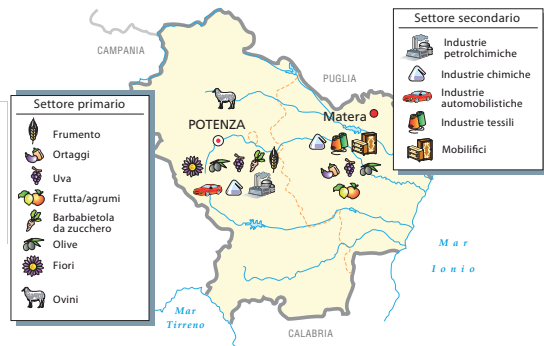 CAMPANIA
PUGLIA
POTENZA
Matera
Mar
Ionio
Mar
Tirreno
CALABRIA
Settore primario
Frumento
Ortaggi
Uva
Frutta/agrumi
Barbabietola
da zucchero
Olive
Fiori
Ovini
Settore secondario
Industrie
petrolchimiche
Industrie chimiche
Industrie
automobilistiche
Industrie tessili
Mobilifici